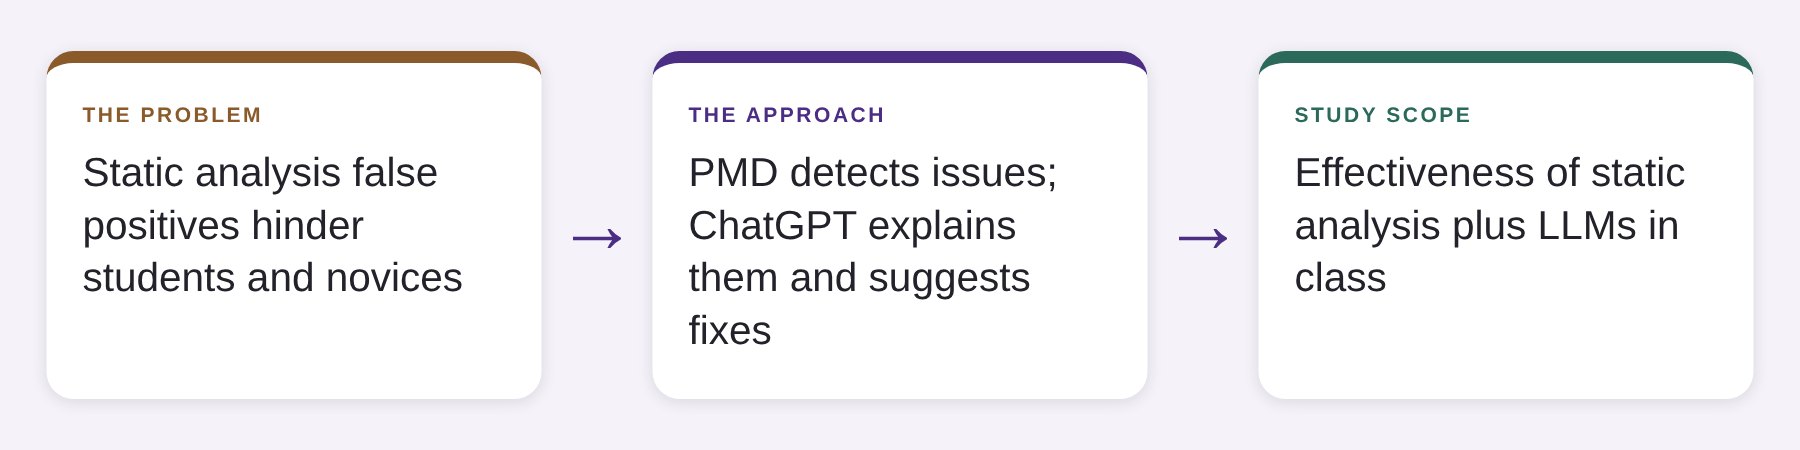 THE PROBLEM
Static analysis false
positives hinder
students and novices
→
THE APPROACH
PMD detects issues;
ChatGPT explains
them and suggests
fixes
→
STUDY SCOPE
Effectiveness of static
analysis plus LLMs in
class